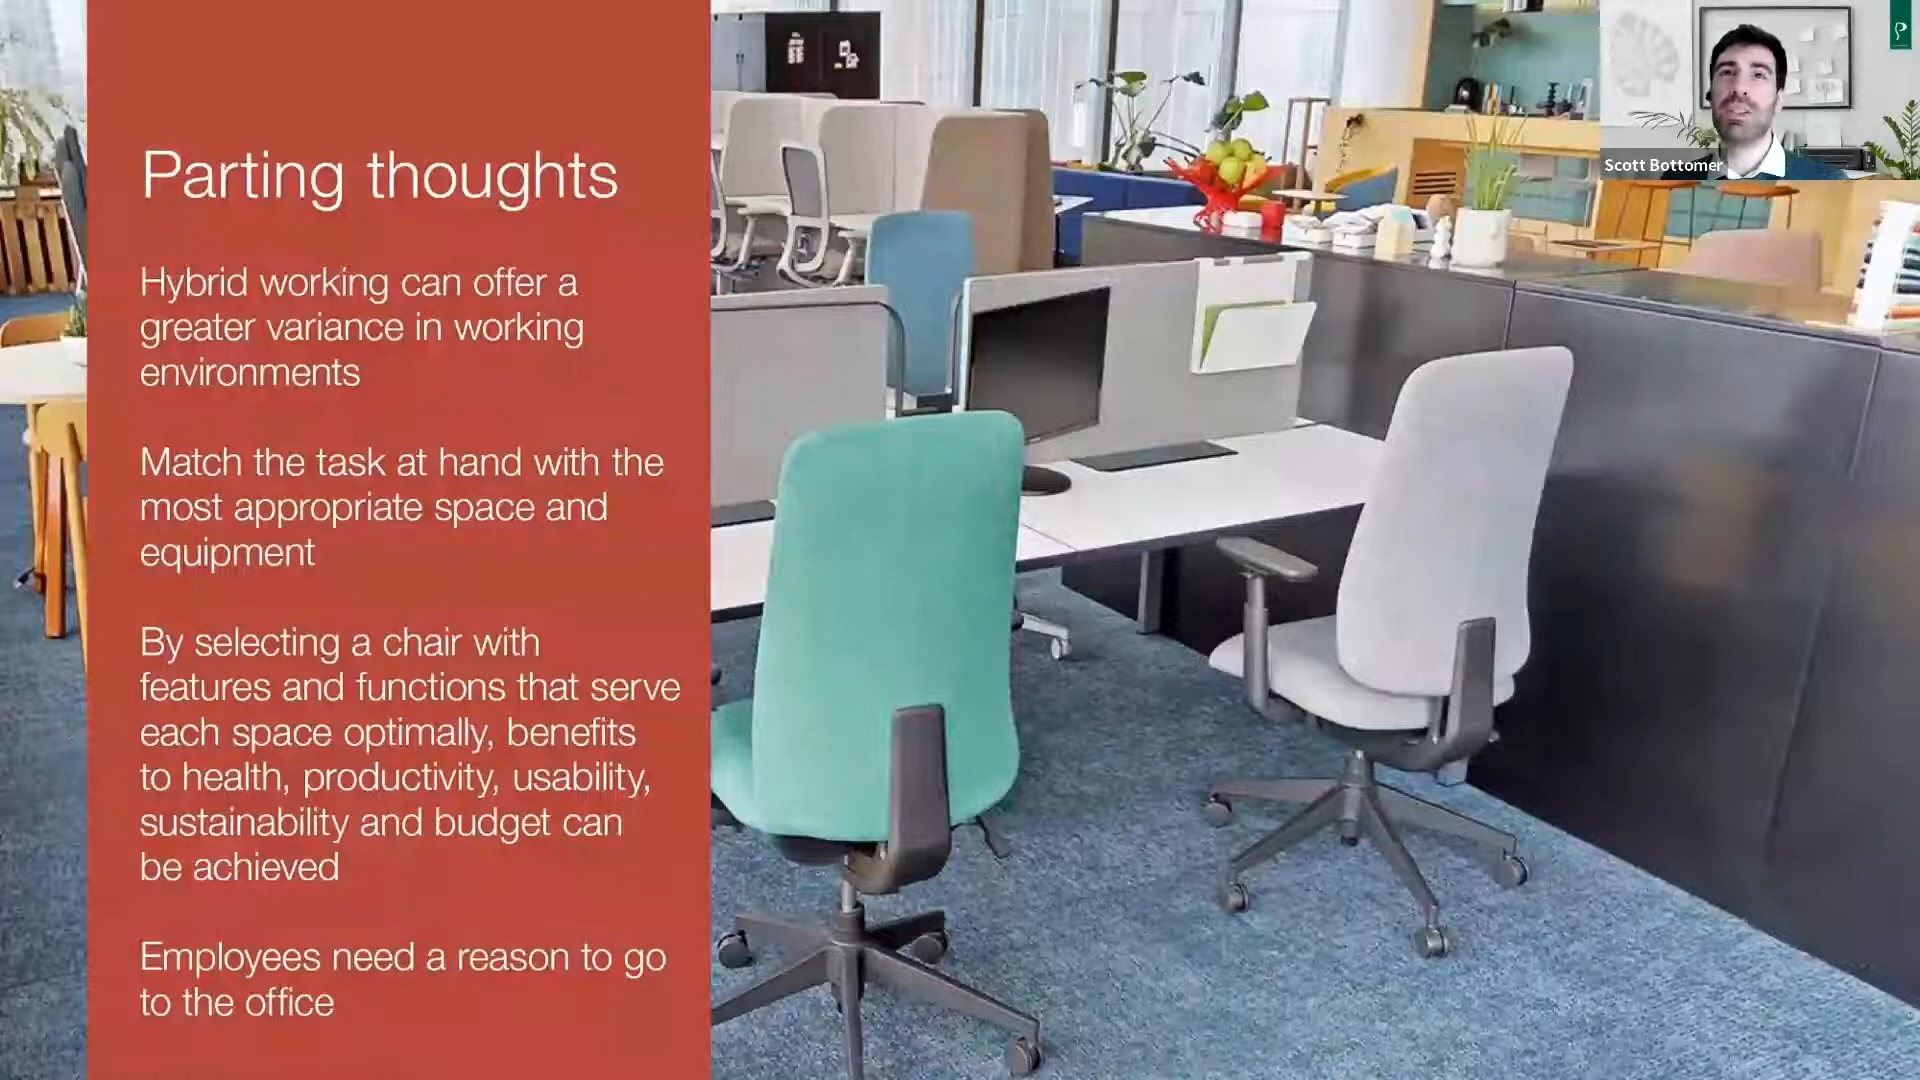 Parting thoughts
Hybrid working can offer a
greater variance in working
environments
Match the task at hand with the
most appropriate space and
equipment
By selecting a chair with
features and functions that serve
each space optimally, benefits
to health, productivity, usability,
sustainability and budget can
be achieved
Employees need a reason to go
to the office
Scott Bottomer